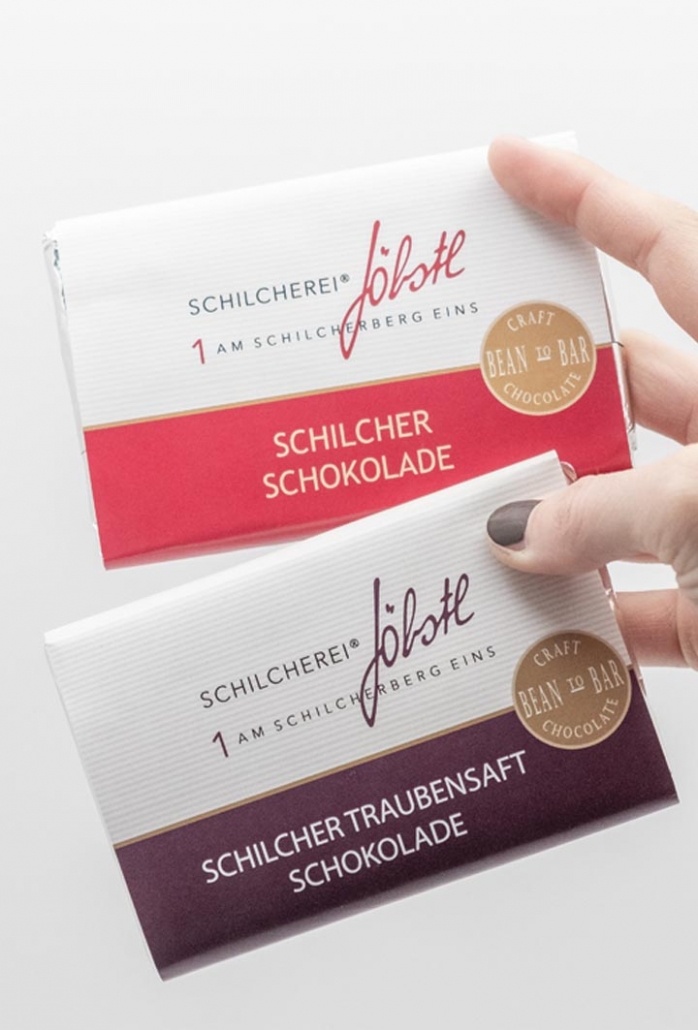 SCHILCHEREI® Jöbstl
1 AM SCHILCHERBERG EINS
CRAFT
BEAN TO BAR
CHOCOLATE
SCHILCHER
SCHOKOLADE
SCHILCHEREI® Jöbstl
1 AM SCHILCHERBERG EINS
CRAFT
BEAN TO BAR
CHOCOLATE
SCHILCHER TRAUBENSAFT
SCHOKOLADE